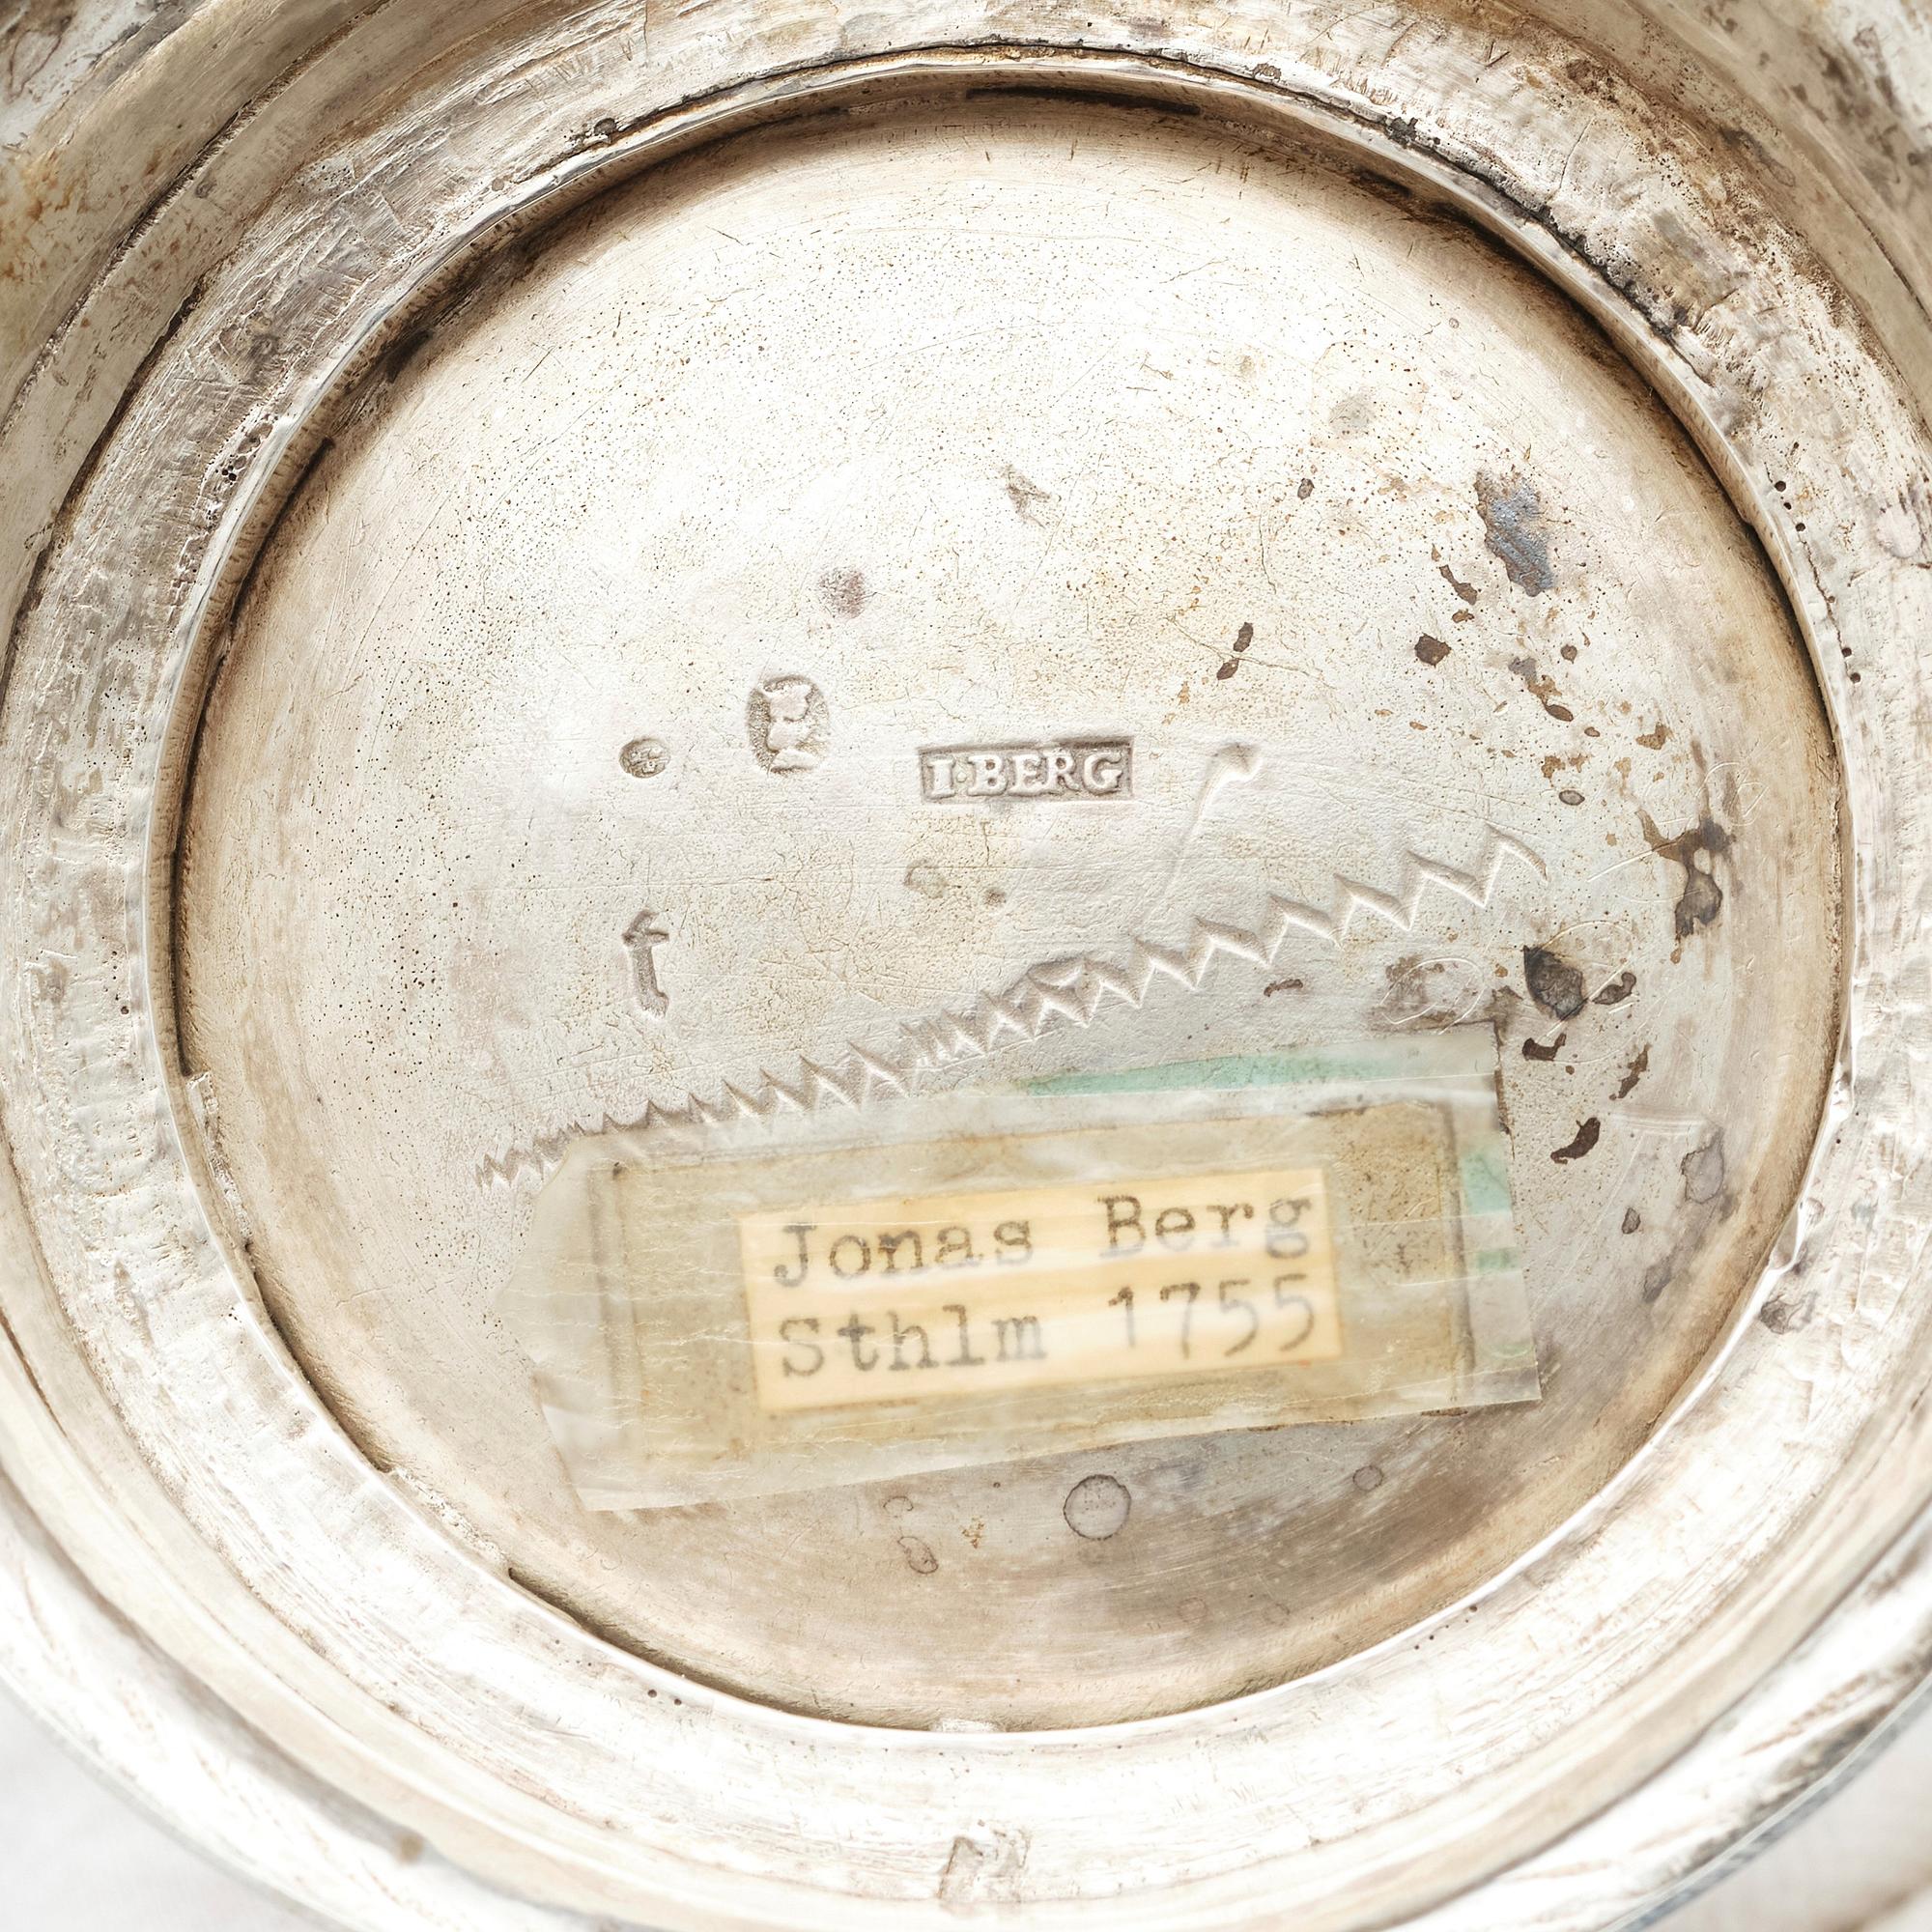 I·BERG
f
Jonas Berg
Sthlm 1755